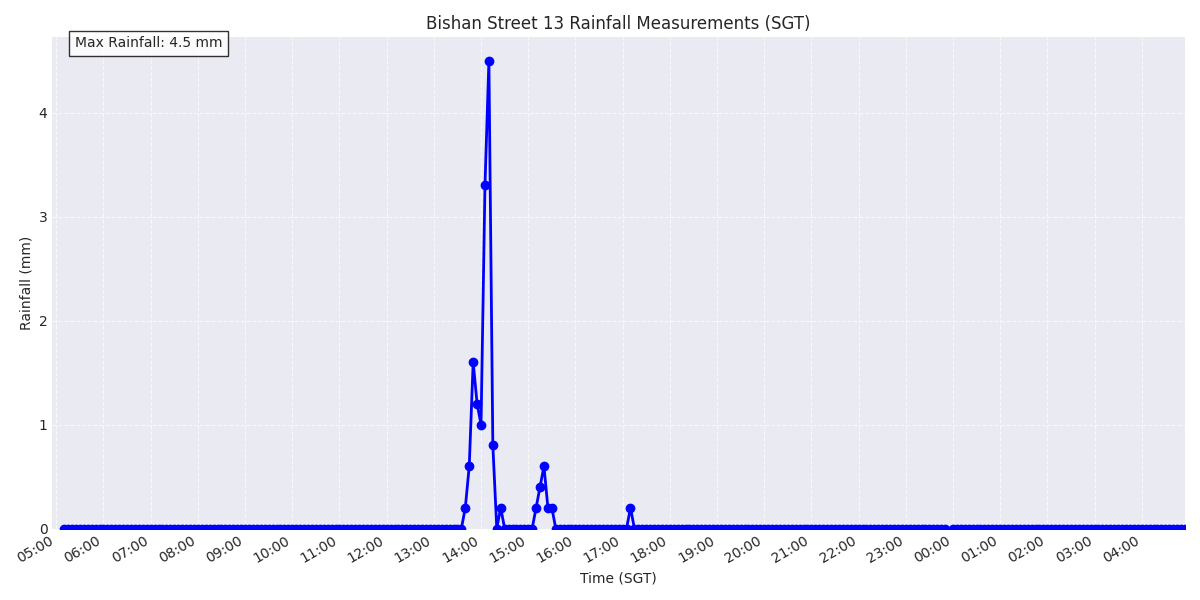 Bishan Street 13 Rainfall Measurements (SGT)
Max Rainfall: 4.5 mm
4
3
2
1
0
Rainfall (mm)
05:00 06:00 07:00 08:00 09:00 10:00 11:00 12:00 13:00 14:00 15:00 16:00 17:00 18:00 19:00 20:00 21:00 22:00 23:00 00:00 01:00 02:00 03:00 04:00
Time (SGT)